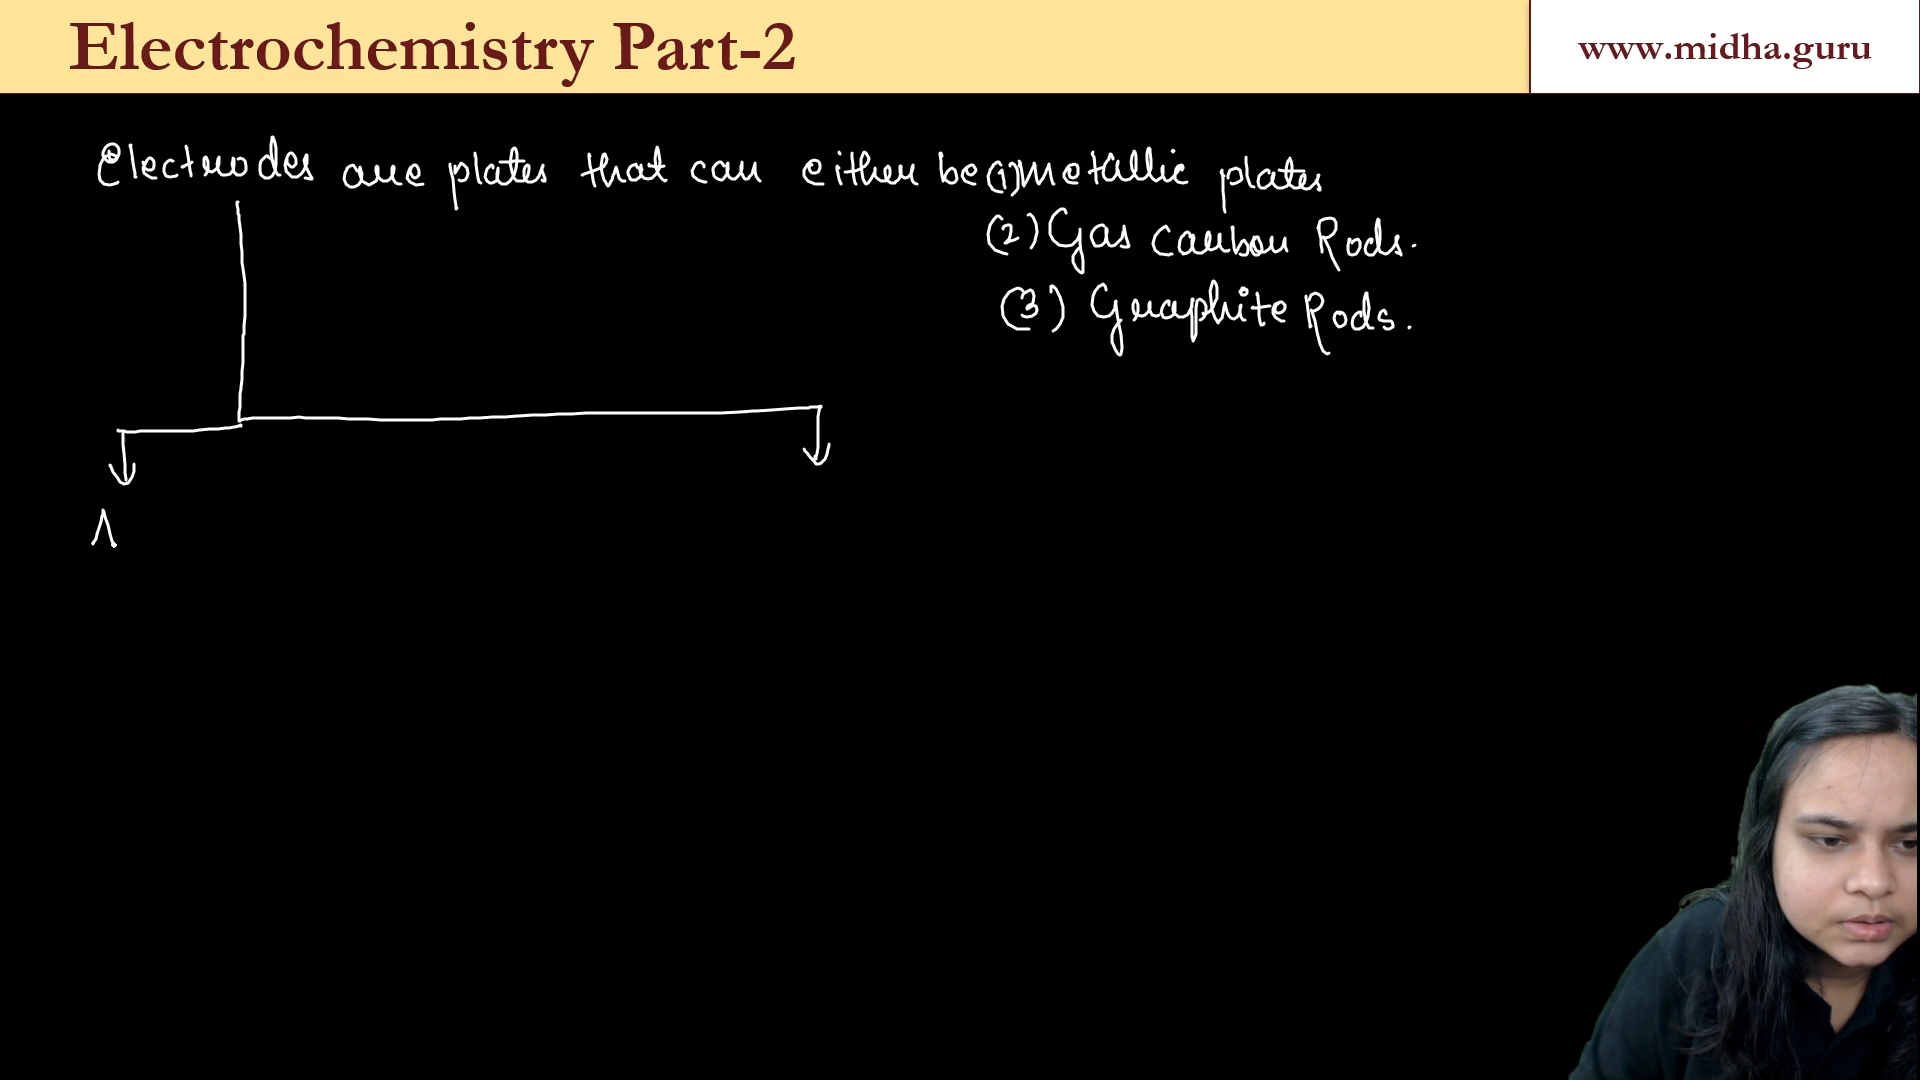 Electrochemistry Part-2
www.midha.guru
Electrodes are plates that can either be (1) metallic plates
(2) Gas carbon Rods.
(3) Graphite Rods.